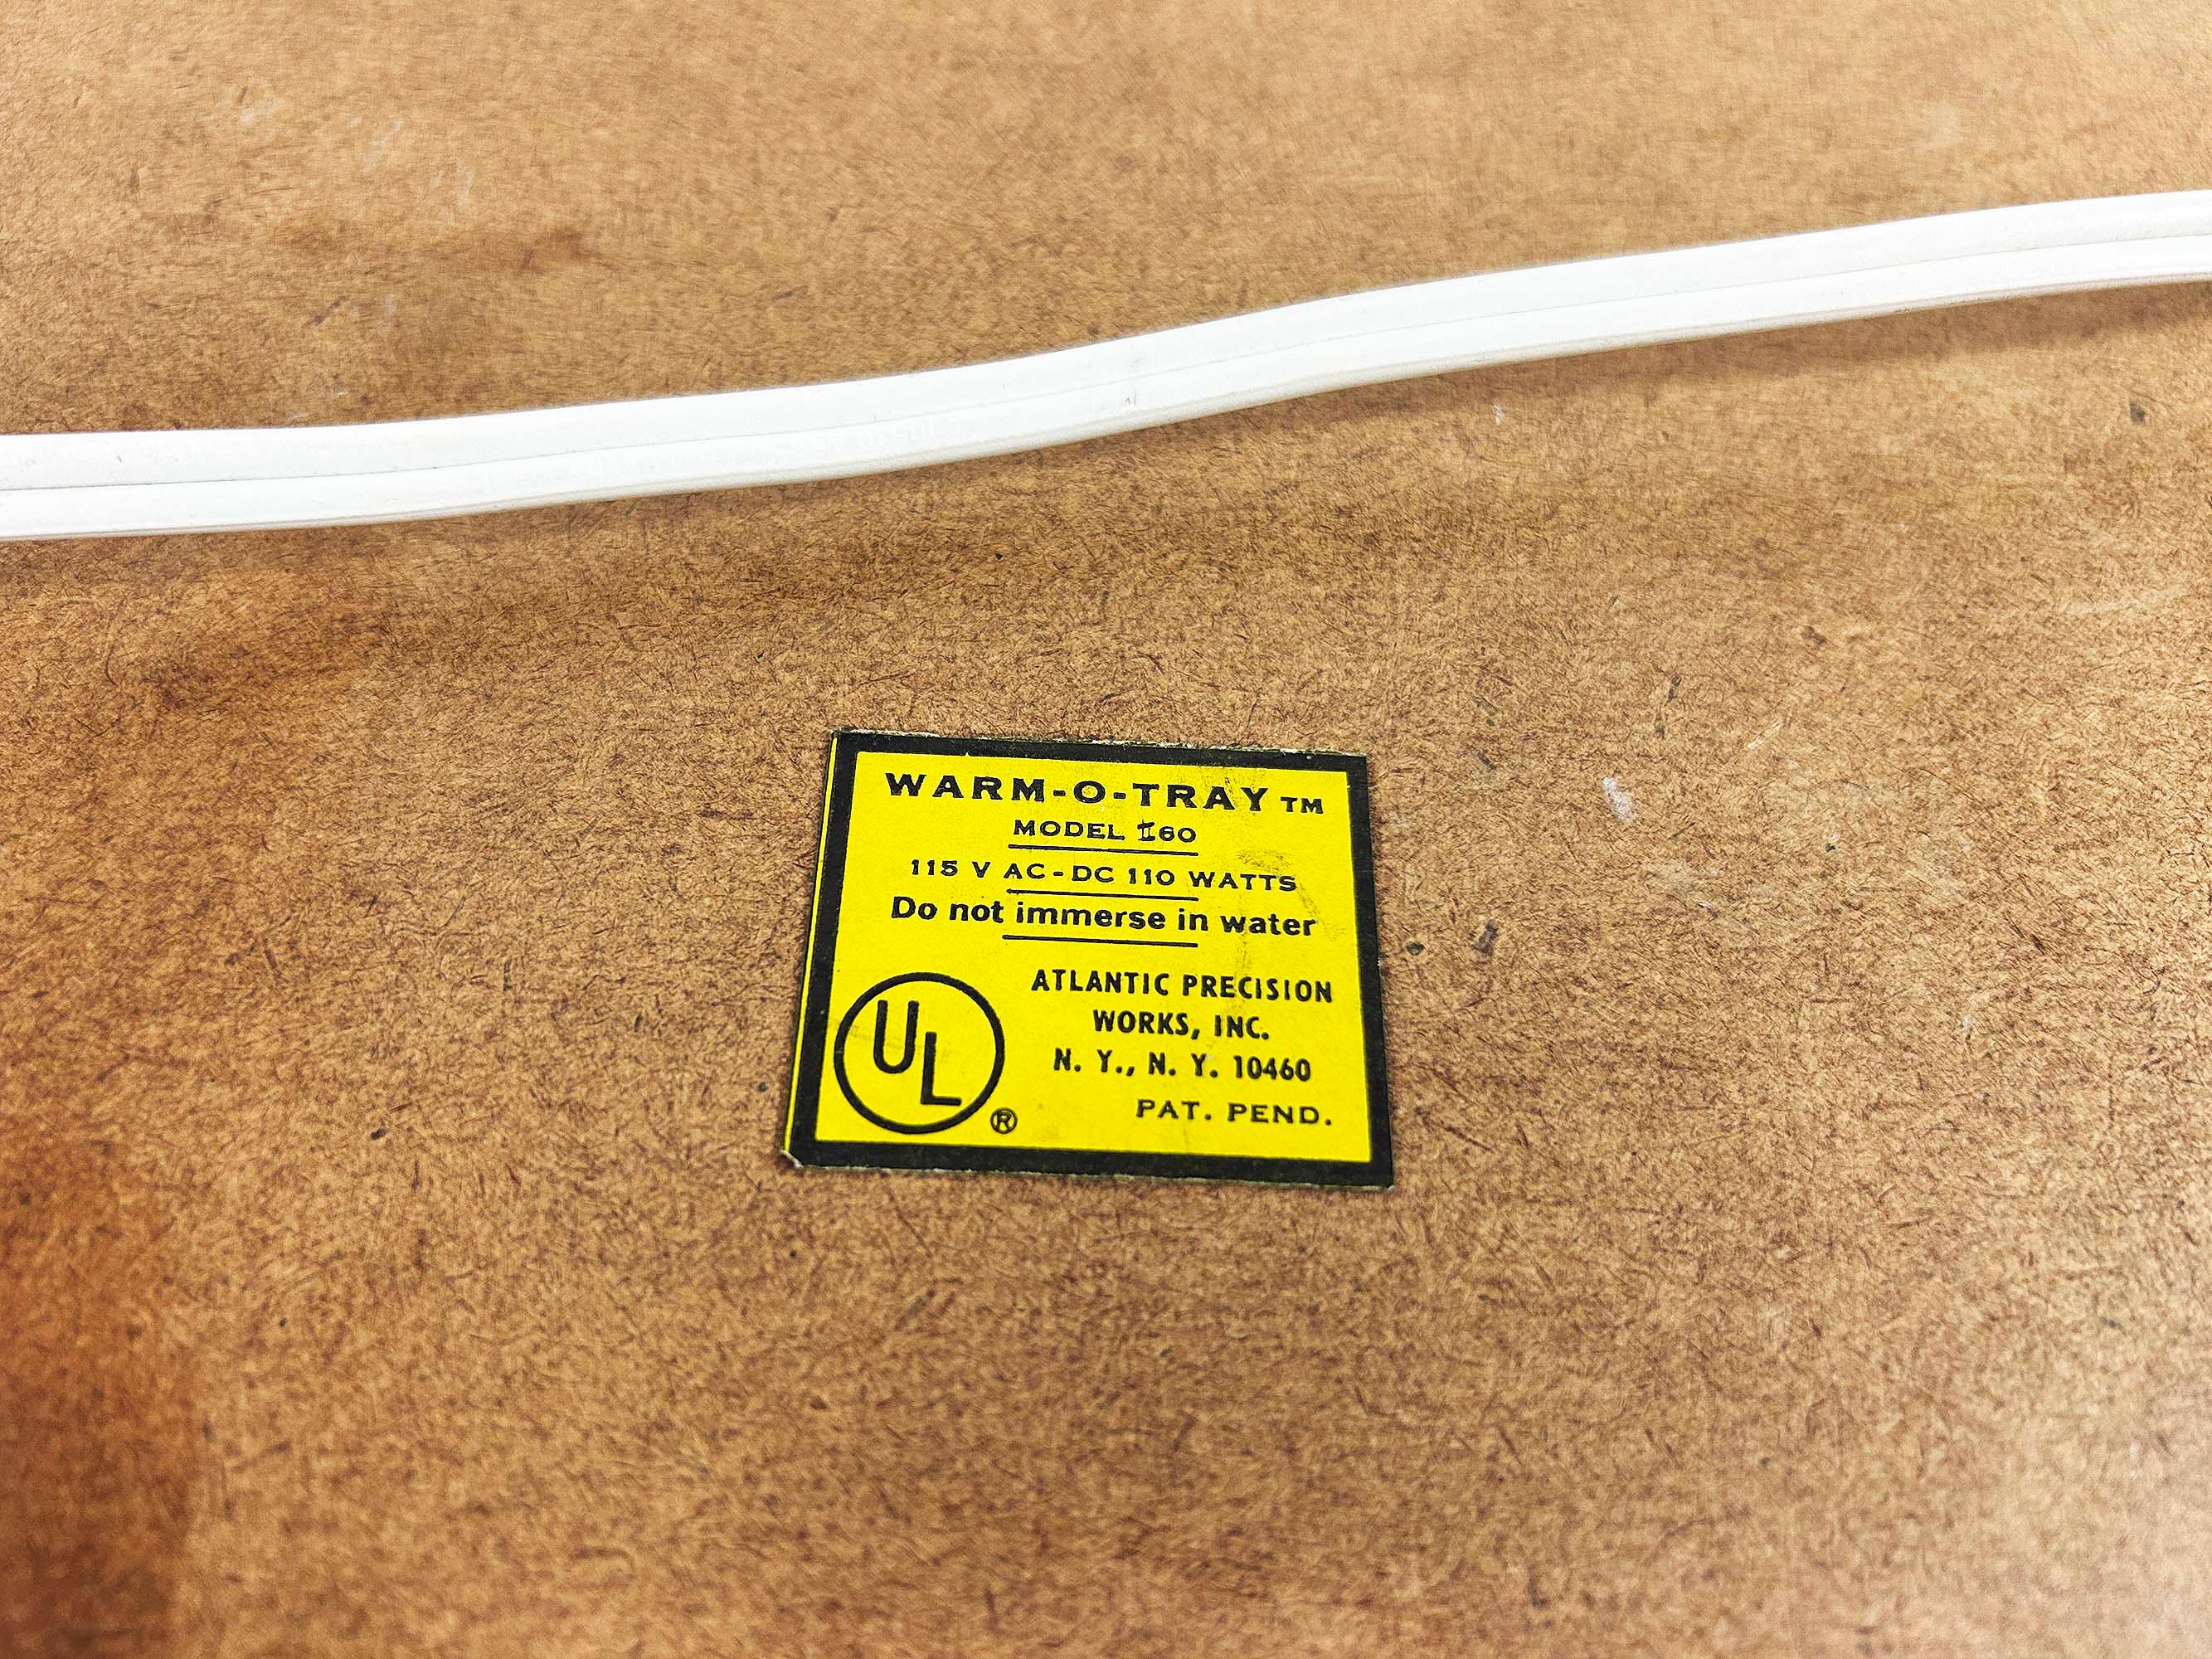 WARM-O-TRAY TM
MODEL II60
115 V AC-DC 110 WATTS
Do not immerse in water
ATLANTIC PRECISION
WORKS, INC.
N. Y., N. Y. 10460
PAT. PEND.
UL ®